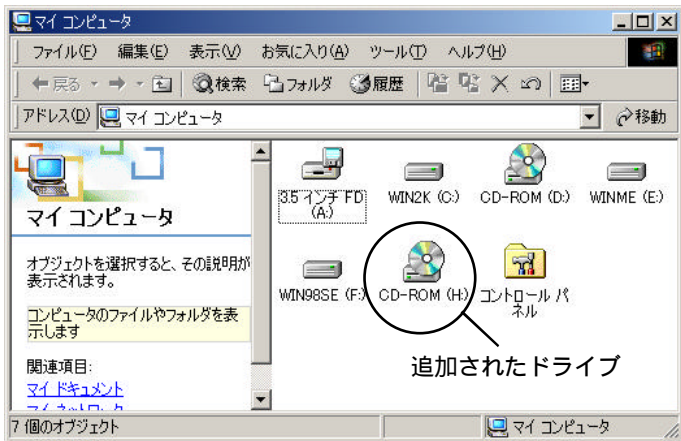 マイ コンピュータ
ファイル(F) 編集(E) 表示(V) お気に入り(A) ツール(T) ヘルプ(H)
戻る 検索 フォルダ 履歴
アドレス(D) マイ コンピュータ 移動
マイ コンピュータ
オブジェクトを選択すると、その説明が
表示されます。
コンピュータのファイルやフォルダを表
示します
関連項目:
マイ ドキュメント
マイ ネットワーク
3.5 インチ FD
(A:)
WIN2K (C:)
CD-ROM (D:)
WINME (E:)
WIN98SE (F:)
CD-ROM (H:)
コントロール パ
ネル
追加されたドライブ
7 個のオブジェクト
マイ コンピュータ